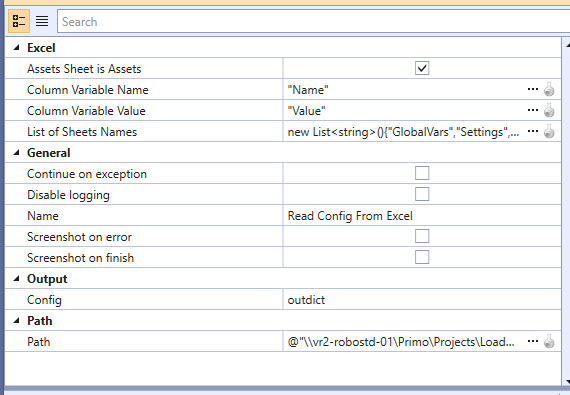 Search
Excel
Assets Sheet is Assets
Column Variable Name "Name" ...
Column Variable Value "Value" ...
List of Sheets Names new List<string>(){"GlobalVars","Settings",... ...
General
Continue on exception
Disable logging
Name Read Config From Excel
Screenshot on error
Screenshot on finish
Output
Config outdict
Path
Path @"\\vr2-robostd-01\Primo\Projects\Load... ...